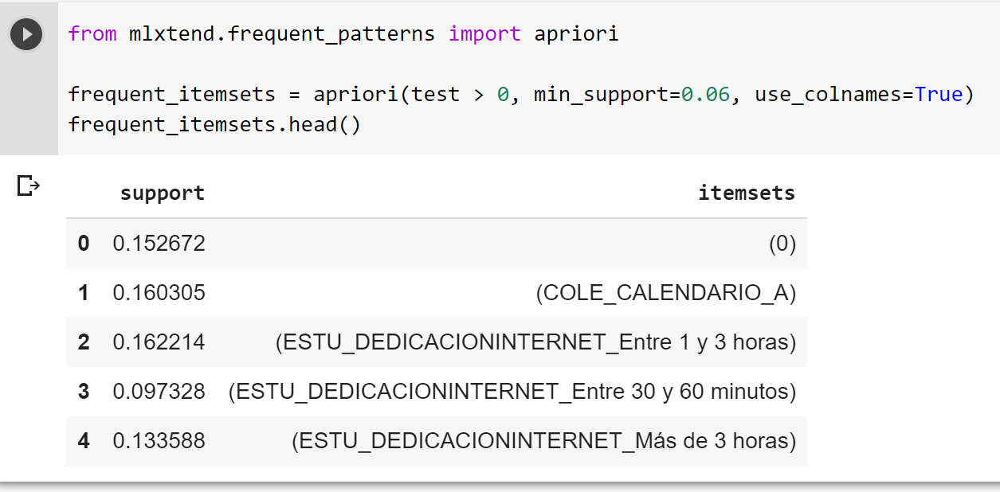 from mlxtend.frequent_patterns import apriori
frequent_itemsets = apriori(test > 0, min_support=0.06, use_colnames=True)
frequent_itemsets.head()
support itemsets
0 0.152672 (0)
1 0.160305 (COLE_CALENDARIO_A)
2 0.162214 (ESTU_DEDICACIONINTERNET_Entre 1 y 3 horas)
3 0.097328 (ESTU_DEDICACIONINTERNET_Entre 30 y 60 minutos)
4 0.133588 (ESTU_DEDICACIONINTERNET_Más de 3 horas)